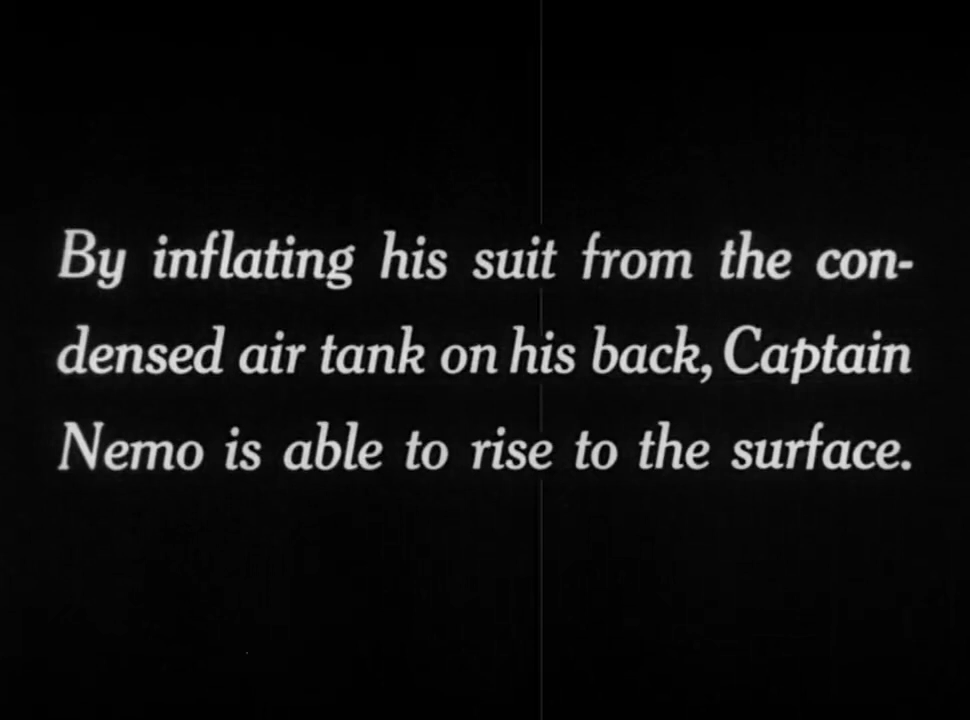 By inflating his suit from the con-
densed air tank on his back, Captain
Nemo is able to rise to the surface.